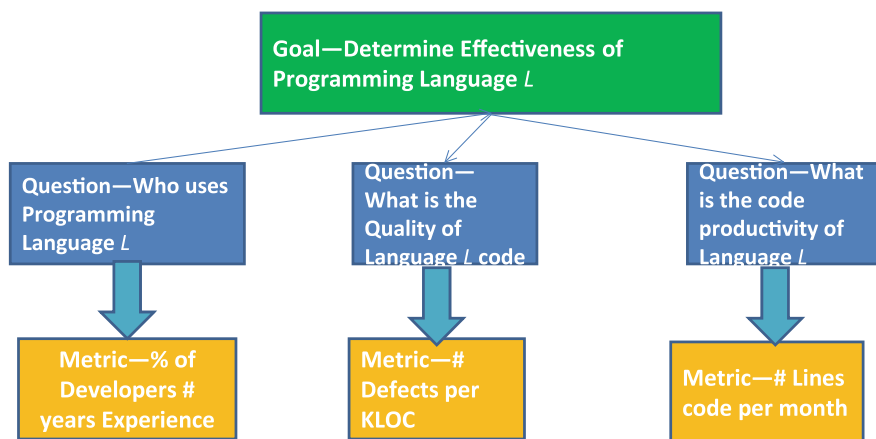 Goal—Determine Effectiveness of
Programming Language L
Question—Who uses
Programming
Language L
Question—
What is the
Quality of
Language L code
Question—What
is the code
productivity of
Language L
Metric—% of
Developers #
years Experience
Metric—#
Defects per
KLOC
Metric—# Lines
code per month